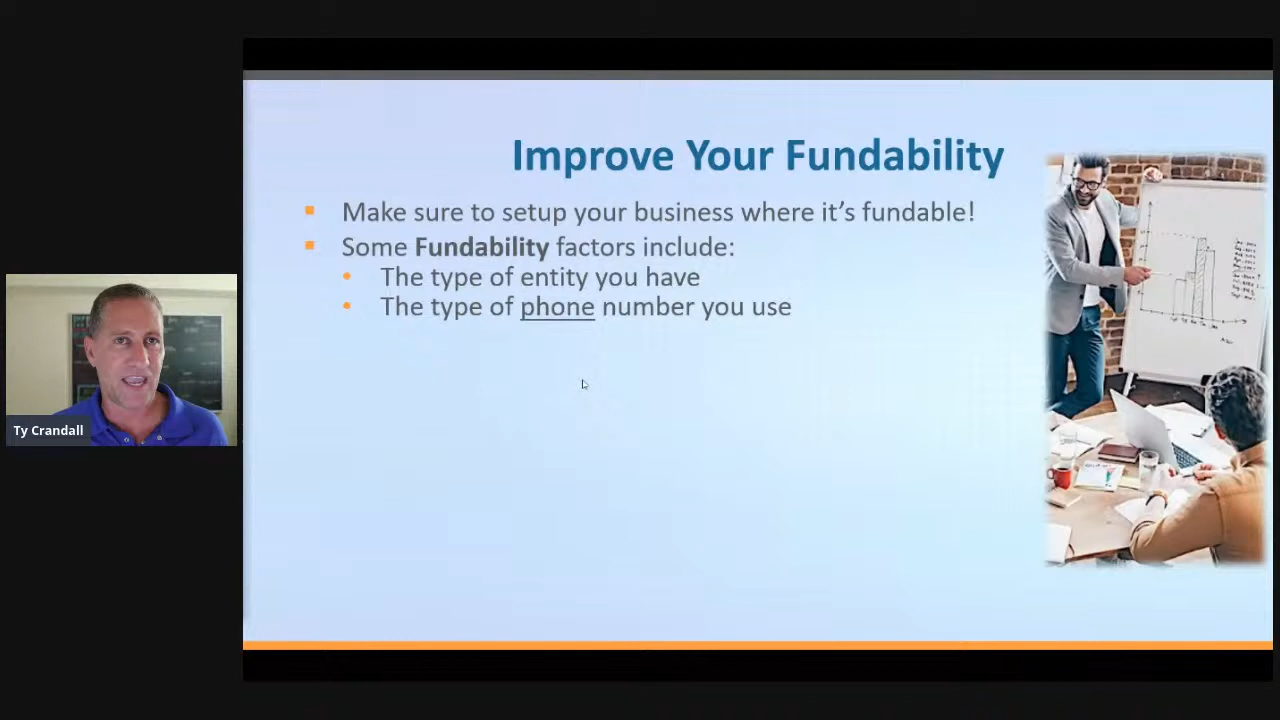 Improve Your Fundability
Make sure to setup your business where it’s fundable!
Some Fundability factors include:
The type of entity you have
The type of phone number you use
Ty Crandall